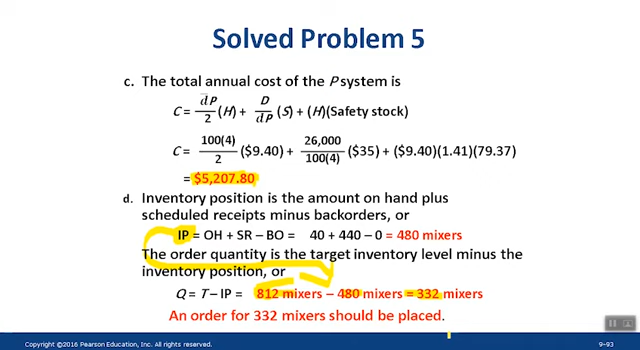 Solved Problem 5
c. The total annual cost of the P system is
C = d̄P/2 (H) + D/d̄P (S) + (H)(Safety stock)
C = 100(4)/2 ($9.40) + 26,000/100(4) ($35) + ($9.40)(1.41)(79.37)
= $5,207.80
d. Inventory position is the amount on hand plus
scheduled receipts minus backorders, or
IP = OH + SR – BO = 40 + 440 – 0 = 480 mixers
The order quantity is the target inventory level minus the
inventory position, or
Q = T – IP = 812 mixers – 480 mixers = 332 mixers
An order for 332 mixers should be placed.
Copyright ©2016 Pearson Education, Inc. All rights reserved.
9-93